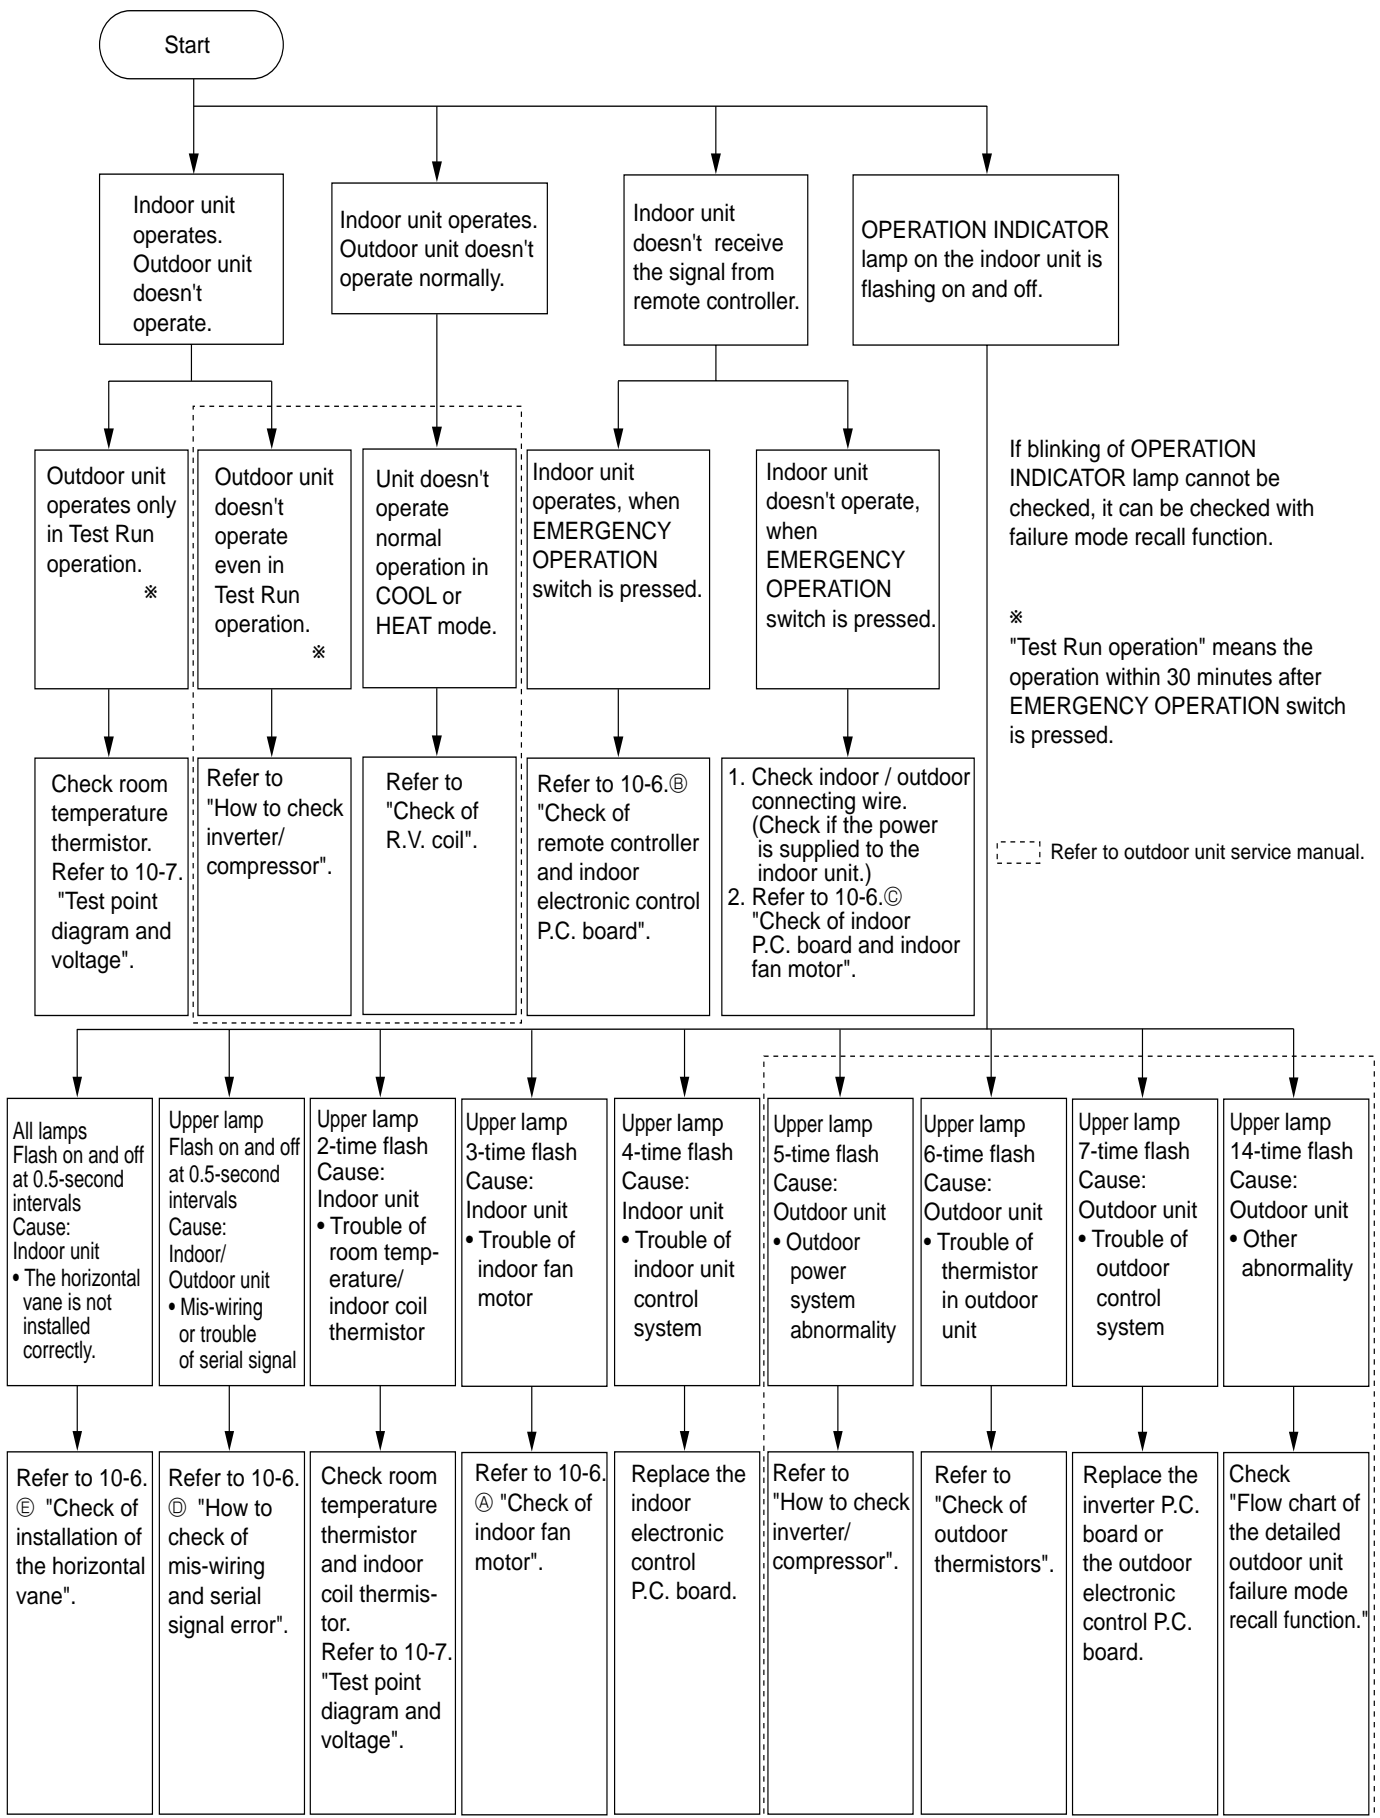 Start
Indoor unit
operates.
Outdoor unit
doesn't
operate.
Indoor unit operates.
Outdoor unit doesn't
operate normally.
Indoor unit
doesn't receive
the signal from
remote controller.
OPERATION INDICATOR
lamp on the indoor unit is
flashing on and off.
Outdoor unit
operates only
in Test Run
operation.
※
Outdoor unit
doesn't
operate
even in
Test Run
operation.
※
Unit doesn't
operate
normal
operation in
COOL or
HEAT mode.
Indoor unit
operates, when
EMERGENCY
OPERATION
switch is pressed.
Indoor unit
doesn't operate,
when
EMERGENCY
OPERATION
switch is pressed.
If blinking of OPERATION
INDICATOR lamp cannot be
checked, it can be checked with
failure mode recall function.
※
"Test Run operation" means the
operation within 30 minutes after
EMERGENCY OPERATION switch
is pressed.
Refer to outdoor unit service manual.
Check room
temperature
thermistor.
Refer to 10-7.
"Test point
diagram and
voltage".
Refer to
"How to check
inverter/
compressor".
Refer to
"Check of
R.V. coil".
Refer to 10-6.Ⓑ
"Check of
remote controller
and indoor
electronic control
P.C. board".
1. Check indoor / outdoor
connecting wire.
(Check if the power
is supplied to the
indoor unit.)
2. Refer to 10-6.Ⓒ
"Check of indoor
P.C. board and indoor
fan motor".
All lamps
Flash on and off
at 0.5-second
intervals
Cause:
Indoor unit
• The horizontal
vane is not
installed
correctly.
Upper lamp
Flash on and off
at 0.5-second
intervals
Cause:
Indoor/
Outdoor unit
• Mis-wiring
or trouble
of serial signal
Upper lamp
2-time flash
Cause:
Indoor unit
• Trouble of
room temp-
erature/
indoor coil
thermistor
Upper lamp
3-time flash
Cause:
Indoor unit
• Trouble of
indoor fan
motor
Upper lamp
4-time flash
Cause:
Indoor unit
• Trouble of
indoor unit
control
system
Upper lamp
5-time flash
Cause:
Outdoor unit
• Outdoor
power
system
abnormality
Upper lamp
6-time flash
Cause:
Outdoor unit
• Trouble of
thermistor
in outdoor
unit
Upper lamp
7-time flash
Cause:
Outdoor unit
• Trouble of
outdoor
control
system
Upper lamp
14-time flash
Cause:
Outdoor unit
• Other
abnormality
Refer to 10-6.
Ⓔ "Check of
installation of
the horizontal
vane".
Refer to 10-6.
Ⓓ "How to
check of
mis-wiring
and serial
signal error".
Check room
temperature
thermistor
and indoor
coil thermis-
tor.
Refer to 10-7.
"Test point
diagram and
voltage".
Refer to 10-6.
Ⓐ "Check of
indoor fan
motor".
Replace the
indoor
electronic
control
P.C. board.
Refer to
"How to check
inverter/
compressor".
Refer to
"Check of
outdoor
thermistors".
Replace the
inverter P.C.
board or
the outdoor
electronic
control P.C.
board.
Check
"Flow chart of
the detailed
outdoor unit
failure mode
recall function."